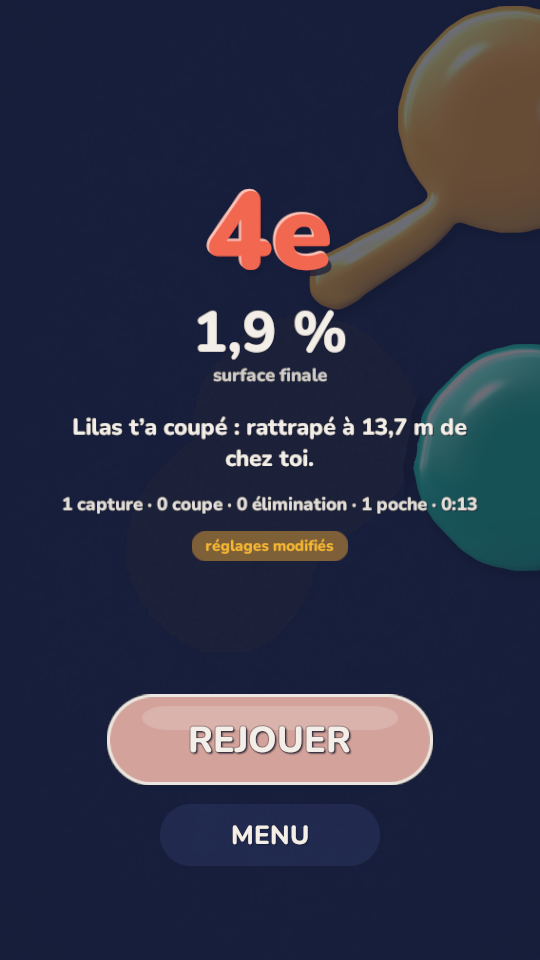 4e
1,9 %
surface finale
Lilas t’a coupé : rattrapé à 13,7 m de
chez toi.
1 capture · 0 coupe · 0 élimination · 1 poche · 0:13
réglages modifiés
REJOUER
MENU